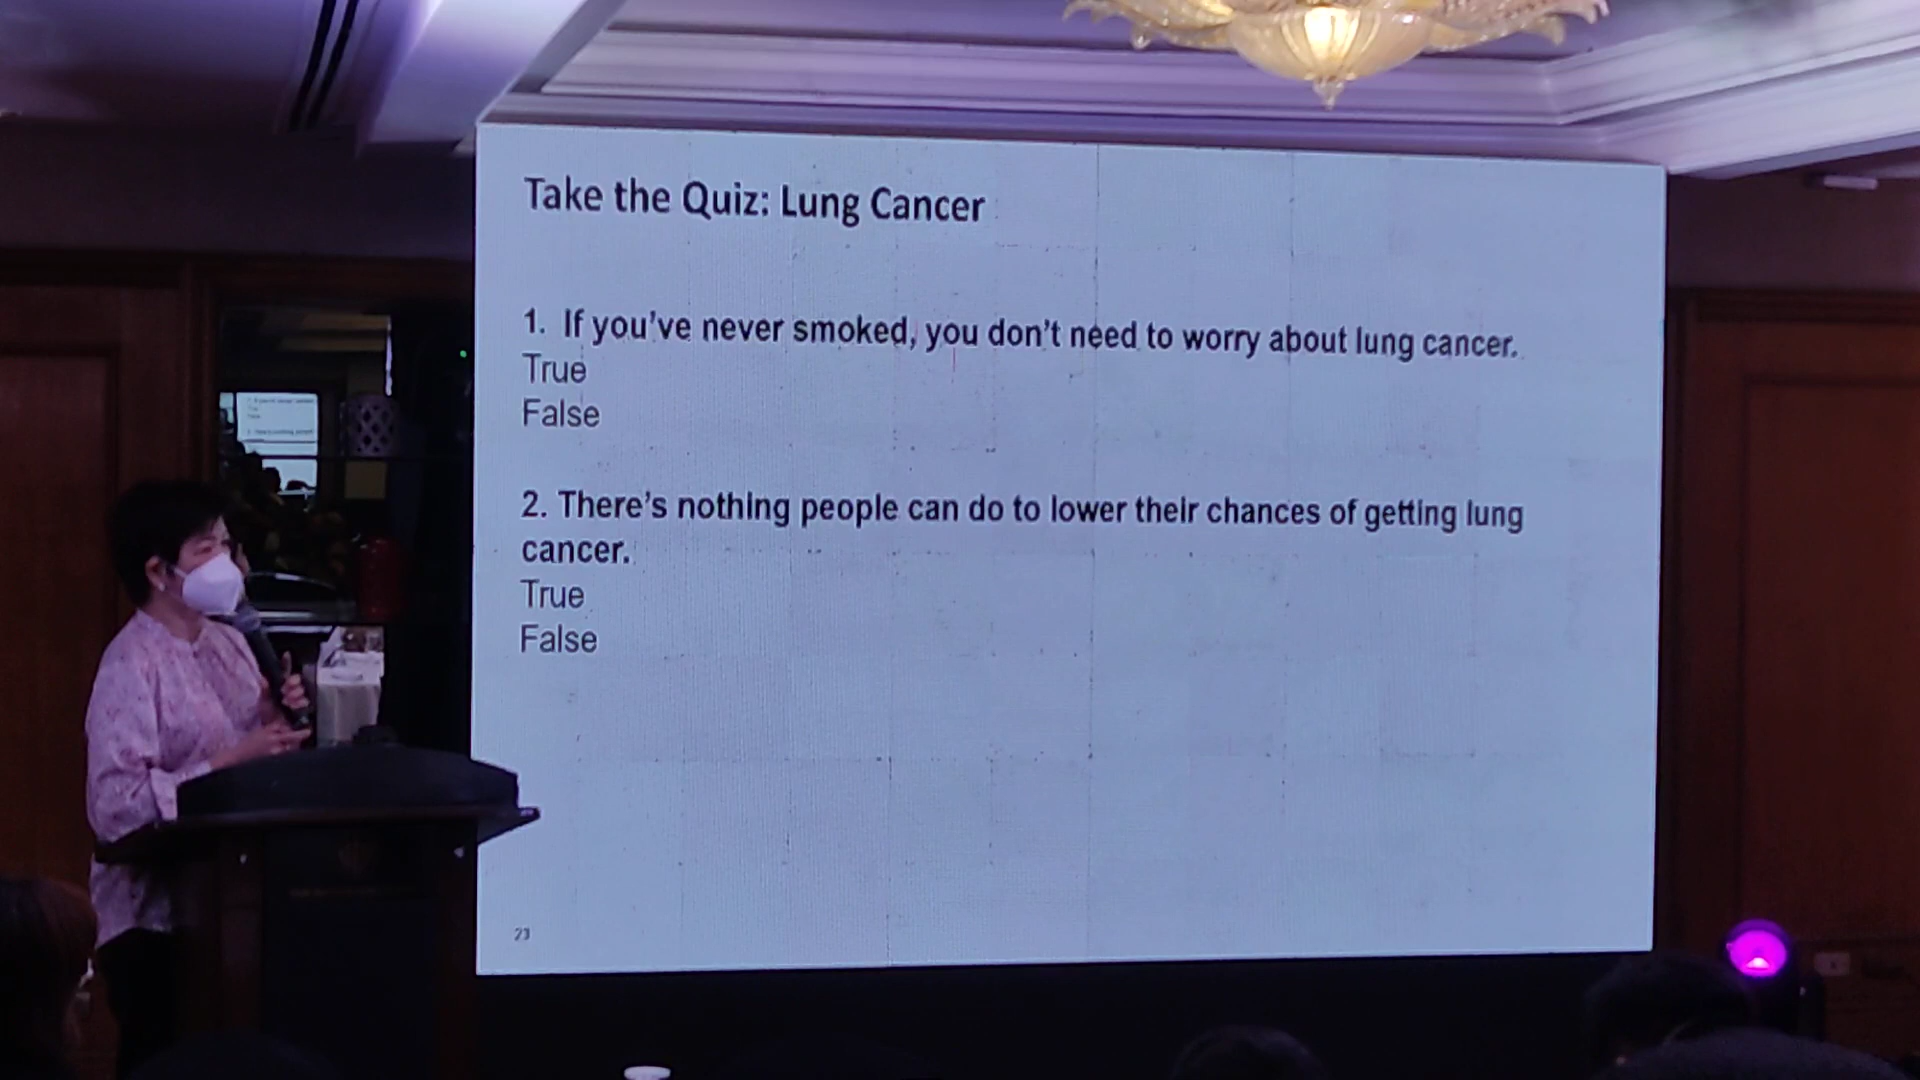 Take the Quiz: Lung Cancer
1. If you've never smoked, you don't need to worry about lung cancer.
True
False
2. There's nothing people can do to lower their chances of getting lung
cancer.
True
False
23